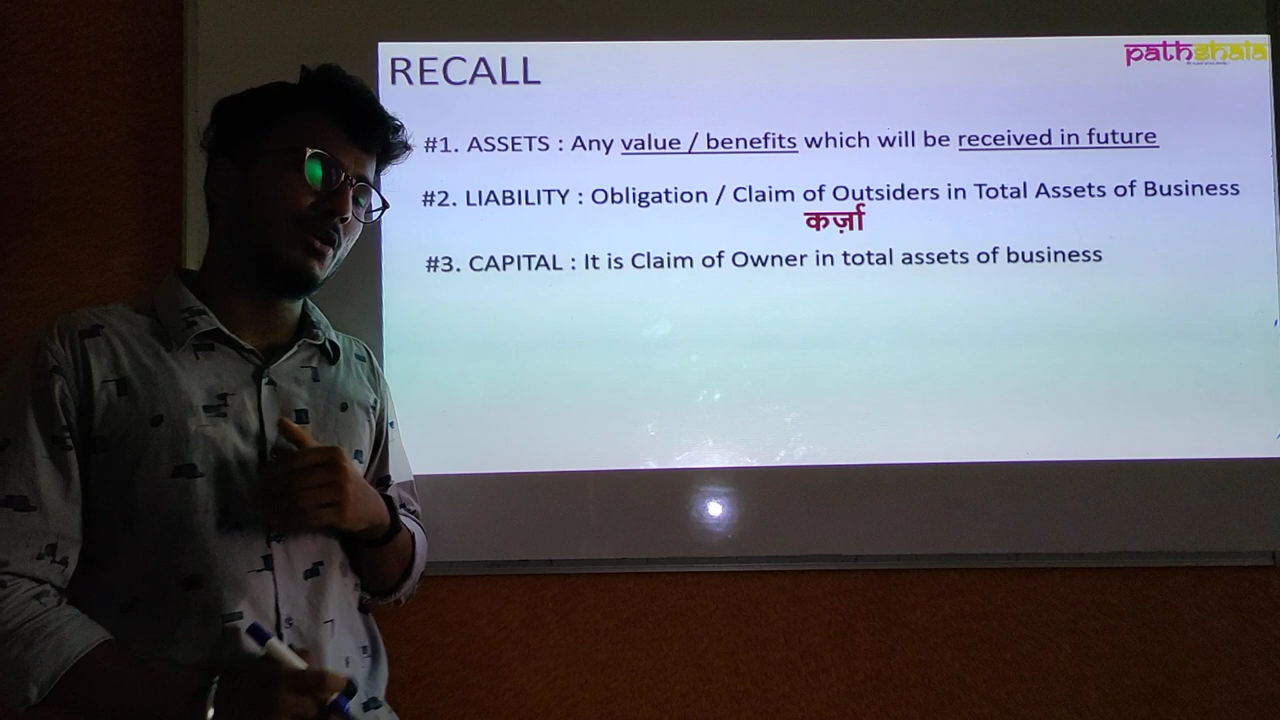 RECALL
pathshala
#1. ASSETS : Any value / benefits which will be received in future
#2. LIABILITY : Obligation / Claim of Outsiders in Total Assets of Business
कर्ज़ा
#3. CAPITAL : It is Claim of Owner in total assets of business